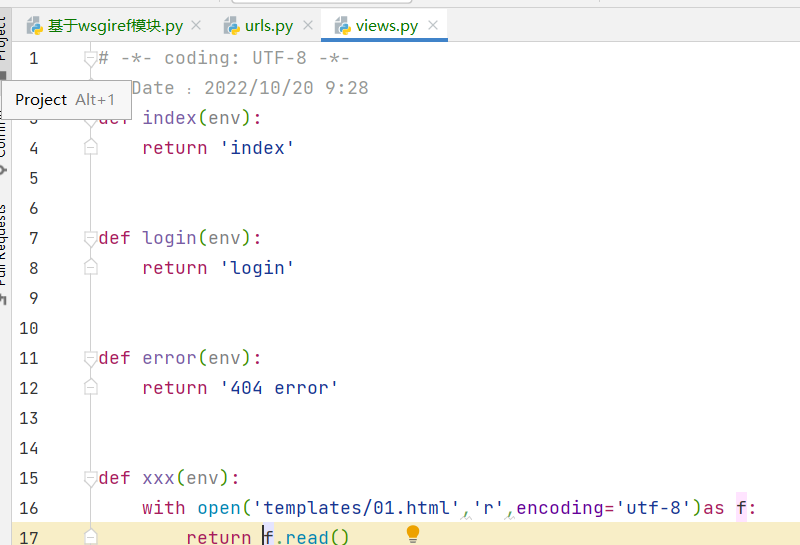 基于wsgiref模块.py urls.py views.py
Project
1 # -*- coding: UTF-8 -*-
Date : 2022/10/20 9:28
Project Alt+1
3 def index(env):
4 return 'index'
5
6
7 def login(env):
8 return 'login'
9
10
11 def error(env):
12 return '404 error'
13
14
15 def xxx(env):
16 with open('templates/01.html','r',encoding='utf-8')as f:
17 return f.read()
Pull Requests